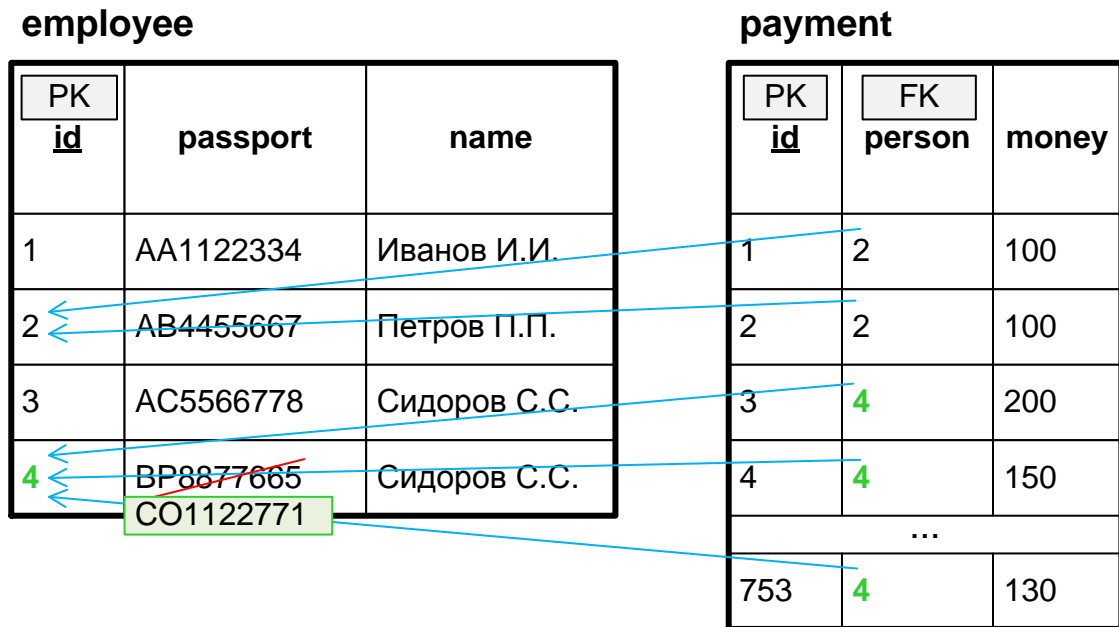 employee payment
PK PK FK
id passport name id person money
1 AA1122334 Иванов И.И. 1 2 100
2 AB4455667 Петров П.П. 2 2 100
3 AC5566778 Сидоров С.С. 3 4 200
4 BP8877665 Сидоров С.С. 4 4 150
CO1122771
...
753 4 130